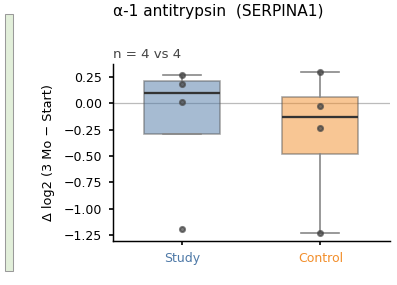 α-1 antitrypsin (SERPINA1)
n = 4 vs 4
Δ log2 (3 Mo − Start)
0.25
0.00
−0.25
−0.50
−0.75
−1.00
−1.25
Study Control